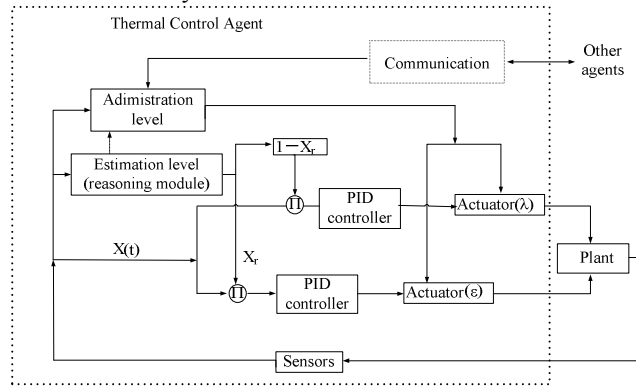 Thermal Control Agent
Communication
Other
agents
Adimistration
level
1－Xr
Estimation level
(reasoning module)
PID
controller
Actuator(λ)
Π
X(t)
Xr
Plant
Π
PID
controller
Actuator(ε)
Sensors